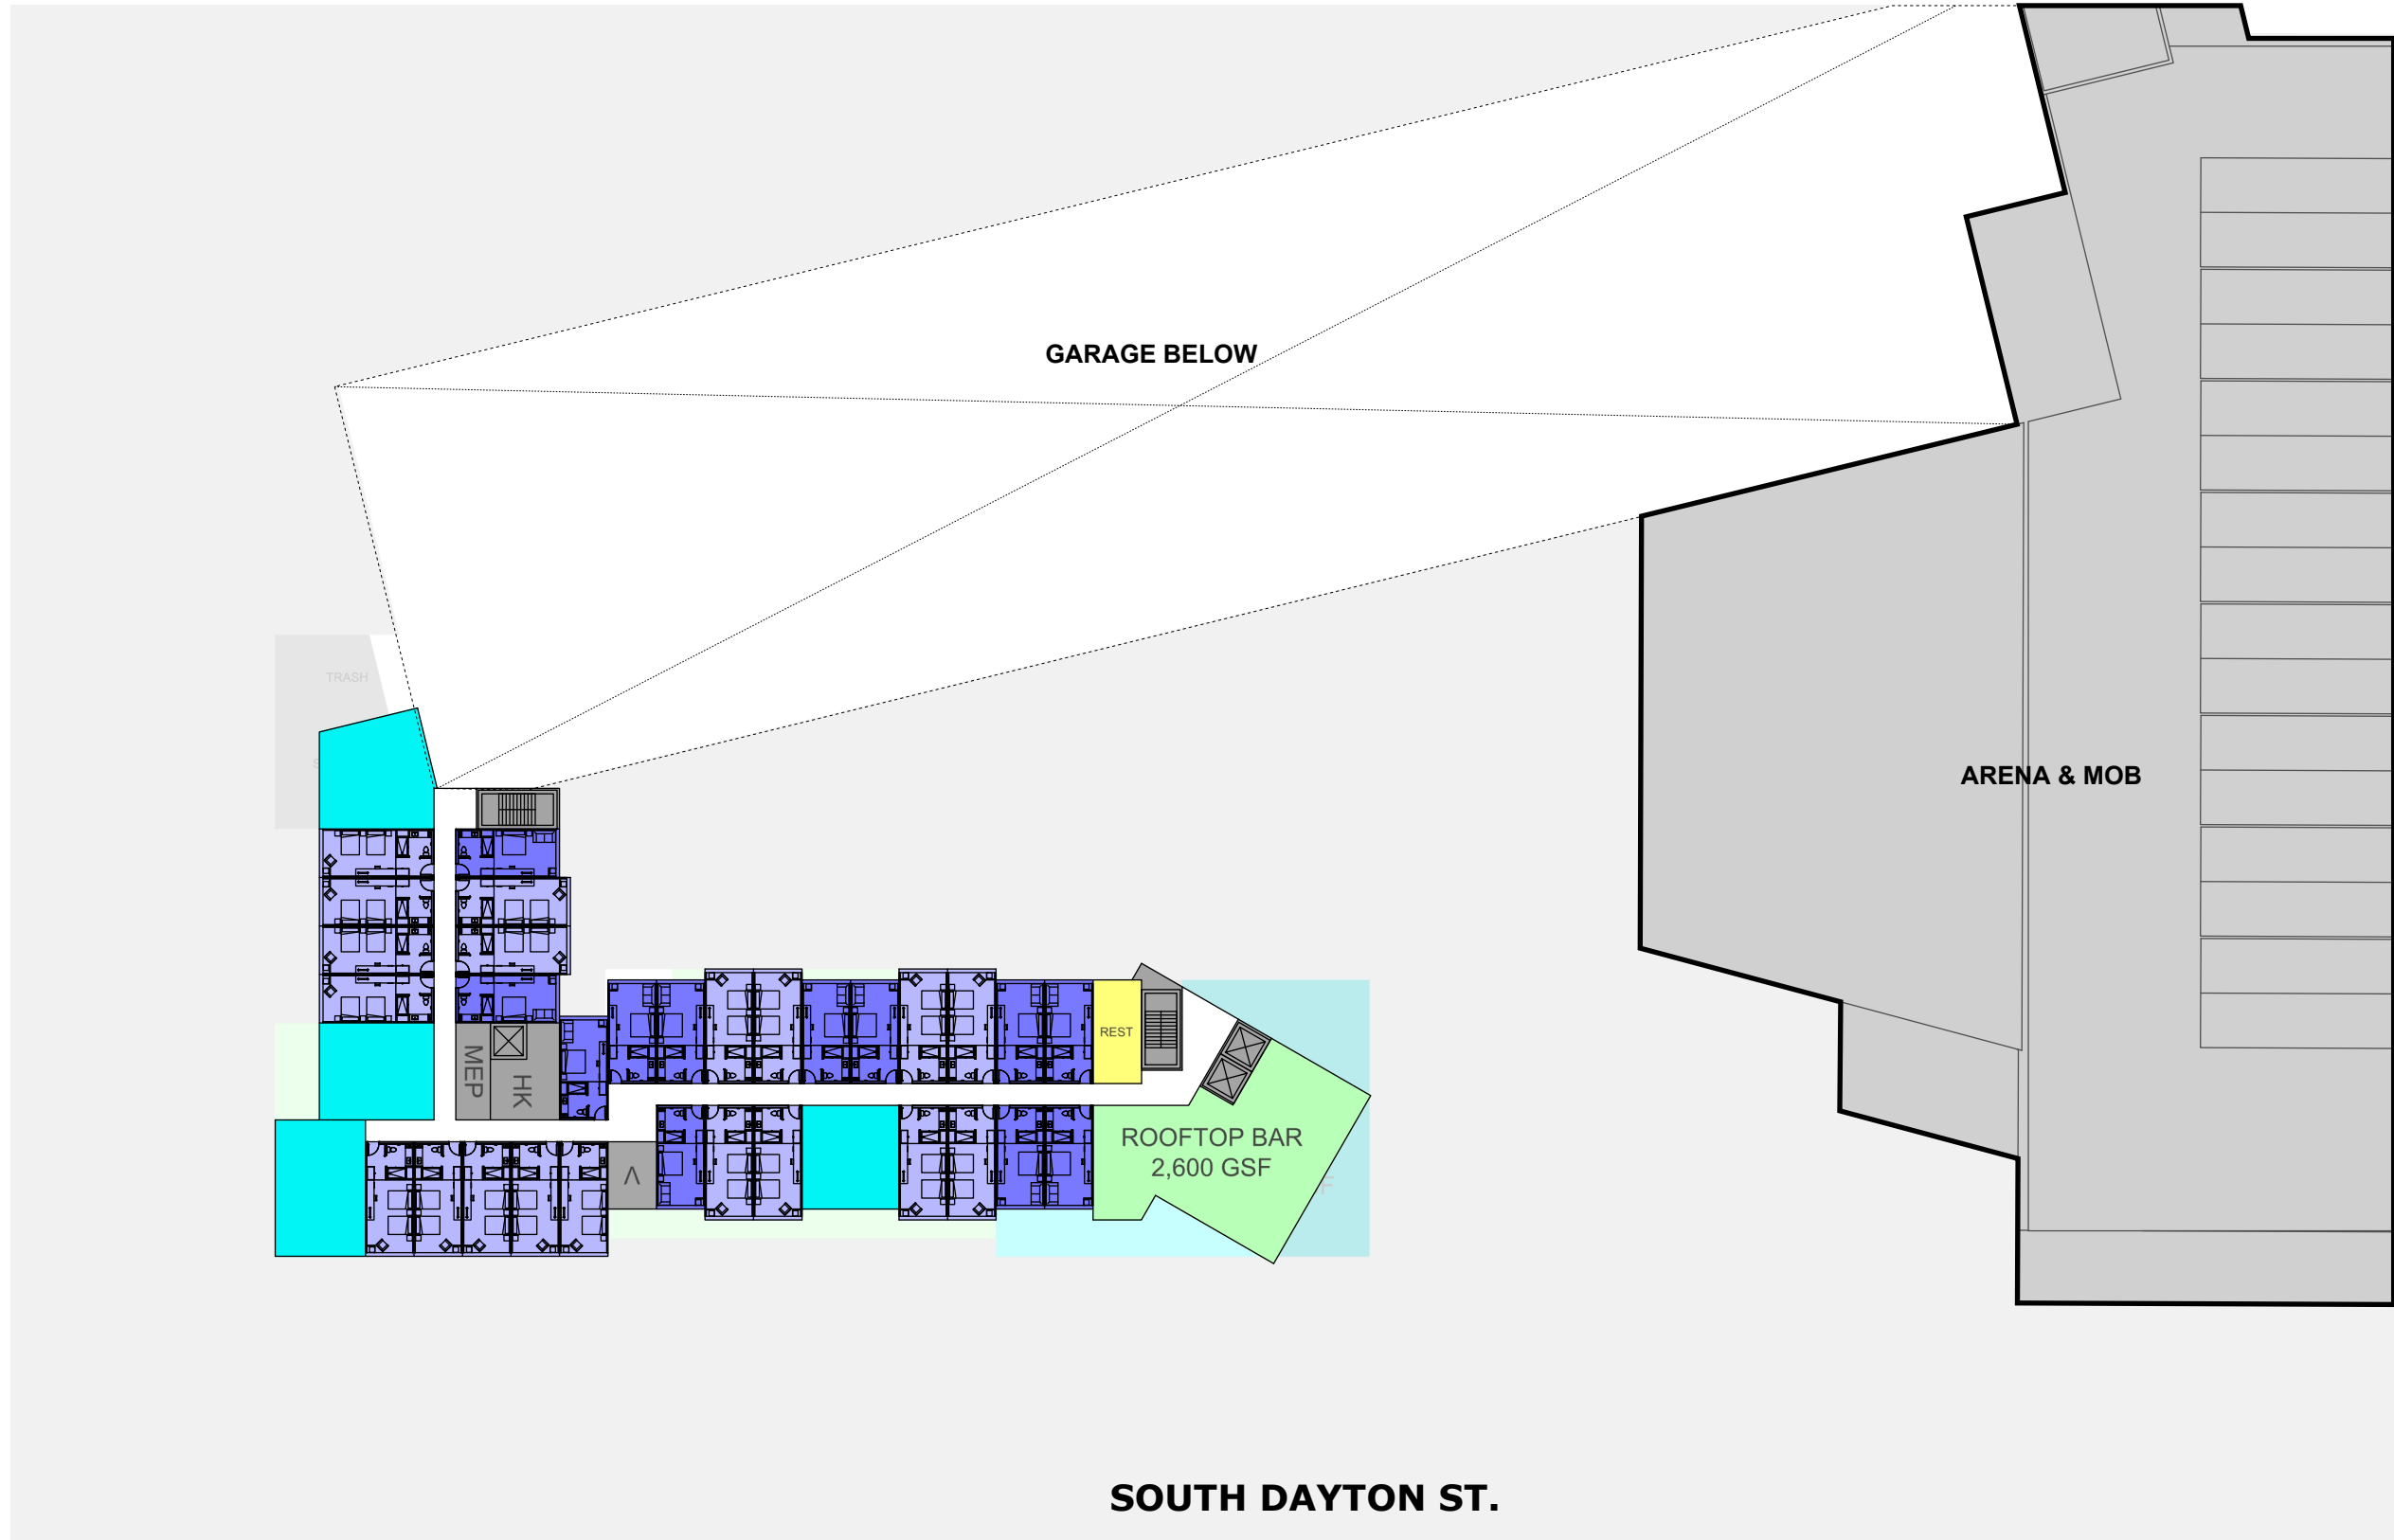 GARAGE BELOW
TRASH
ARENA & MOB
REST
MEP
HK
ROOFTOP BAR
2,600 GSF
SOUTH DAYTON ST.